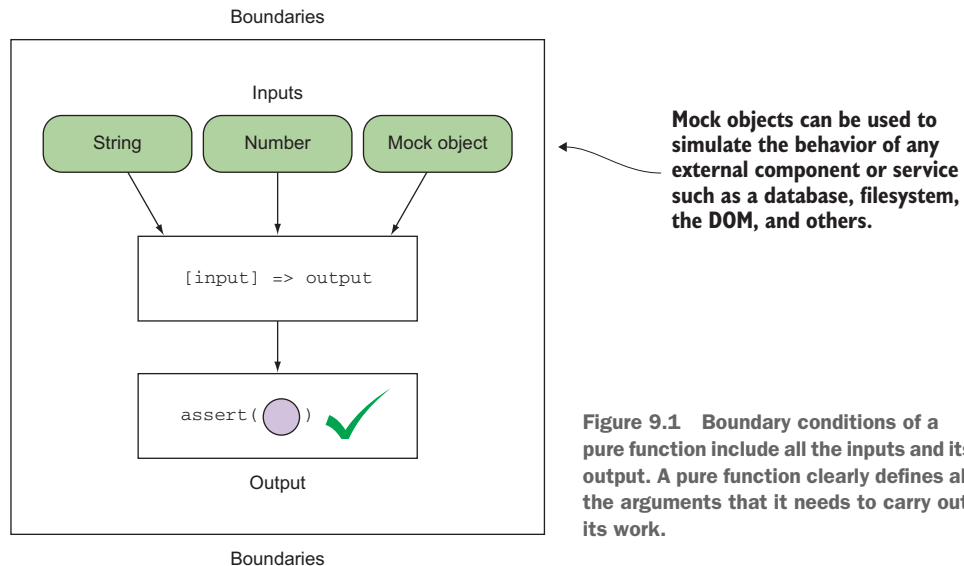 Boundaries
Inputs
String
Number
Mock object
Mock objects can be used to
simulate the behavior of any
external component or service
such as a database, filesystem,
the DOM, and others.
[input] => output
assert( )
Output
Figure 9.1 Boundary conditions of a
pure function include all the inputs and its
output. A pure function clearly defines al
the arguments that it needs to carry out
its work.
Boundaries